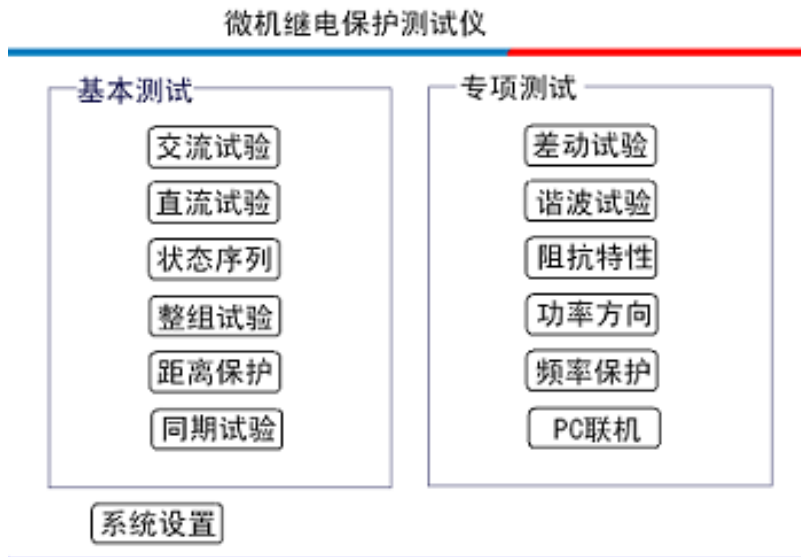 微机继电保护测试仪
基本测试
交流试验
直流试验
状态序列
整组试验
距离保护
同期试验
专项测试
差动试验
谐波试验
阻抗特性
功率方向
频率保护
PC联机
系统设置